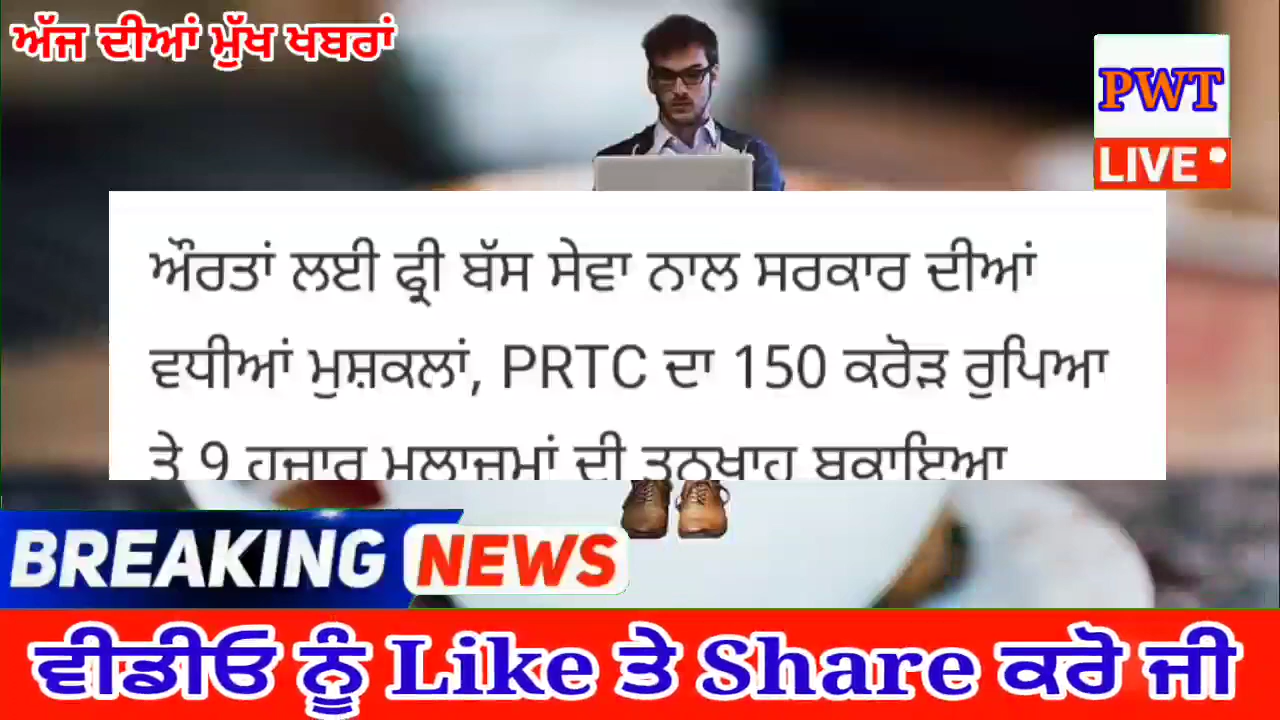 ਅੱਜ ਦੀਆਂ ਮੁੱਖ ਖਬਰਾਂ
PWT
LIVE
ਔਰਤਾਂ ਲਈ ਫ੍ਰੀ ਬੱਸ ਸੇਵਾ ਨਾਲ ਸਰਕਾਰ ਦੀਆਂ
ਵਧੀਆਂ ਮੁਸ਼ਕਲਾਂ, PRTC ਦਾ 150 ਕਰੋੜ ਰੁਪਿਆ
ਤੇ 9 ਹਜ਼ਾਰ ਮੁਲਾਜ਼ਮਾਂ ਦੀ ਤਨਖਾਹ ਬਕਾਇਆ
BREAKING NEWS
ਵੀਡੀਓ ਨੂੰ Like ਤੇ Share ਕਰੋ ਜੀ